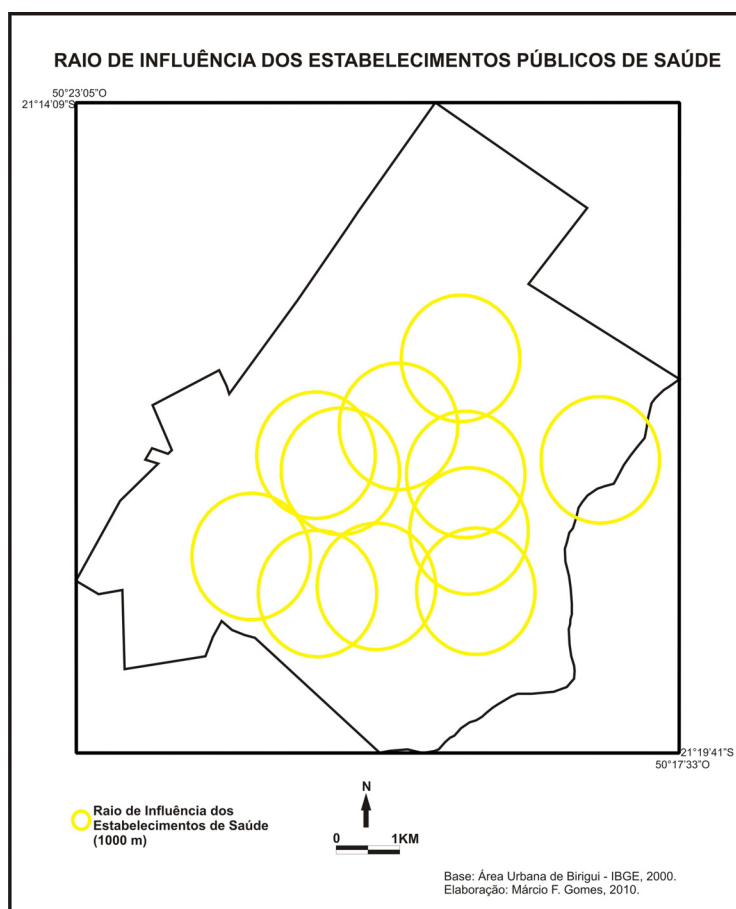 RAIO DE INFLUÊNCIA DOS ESTABELECIMENTOS PÚBLICOS DE SAÚDE
50°23'05"O
21°14'09"S
21°19'41"S
50°17'33"O
Raio de Influência dos
Estabelecimentos de Saúde
(1000 m)
N
0 1KM
Base: Área Urbana de Birigui - IBGE, 2000.
Elaboração: Márcio F. Gomes, 2010.